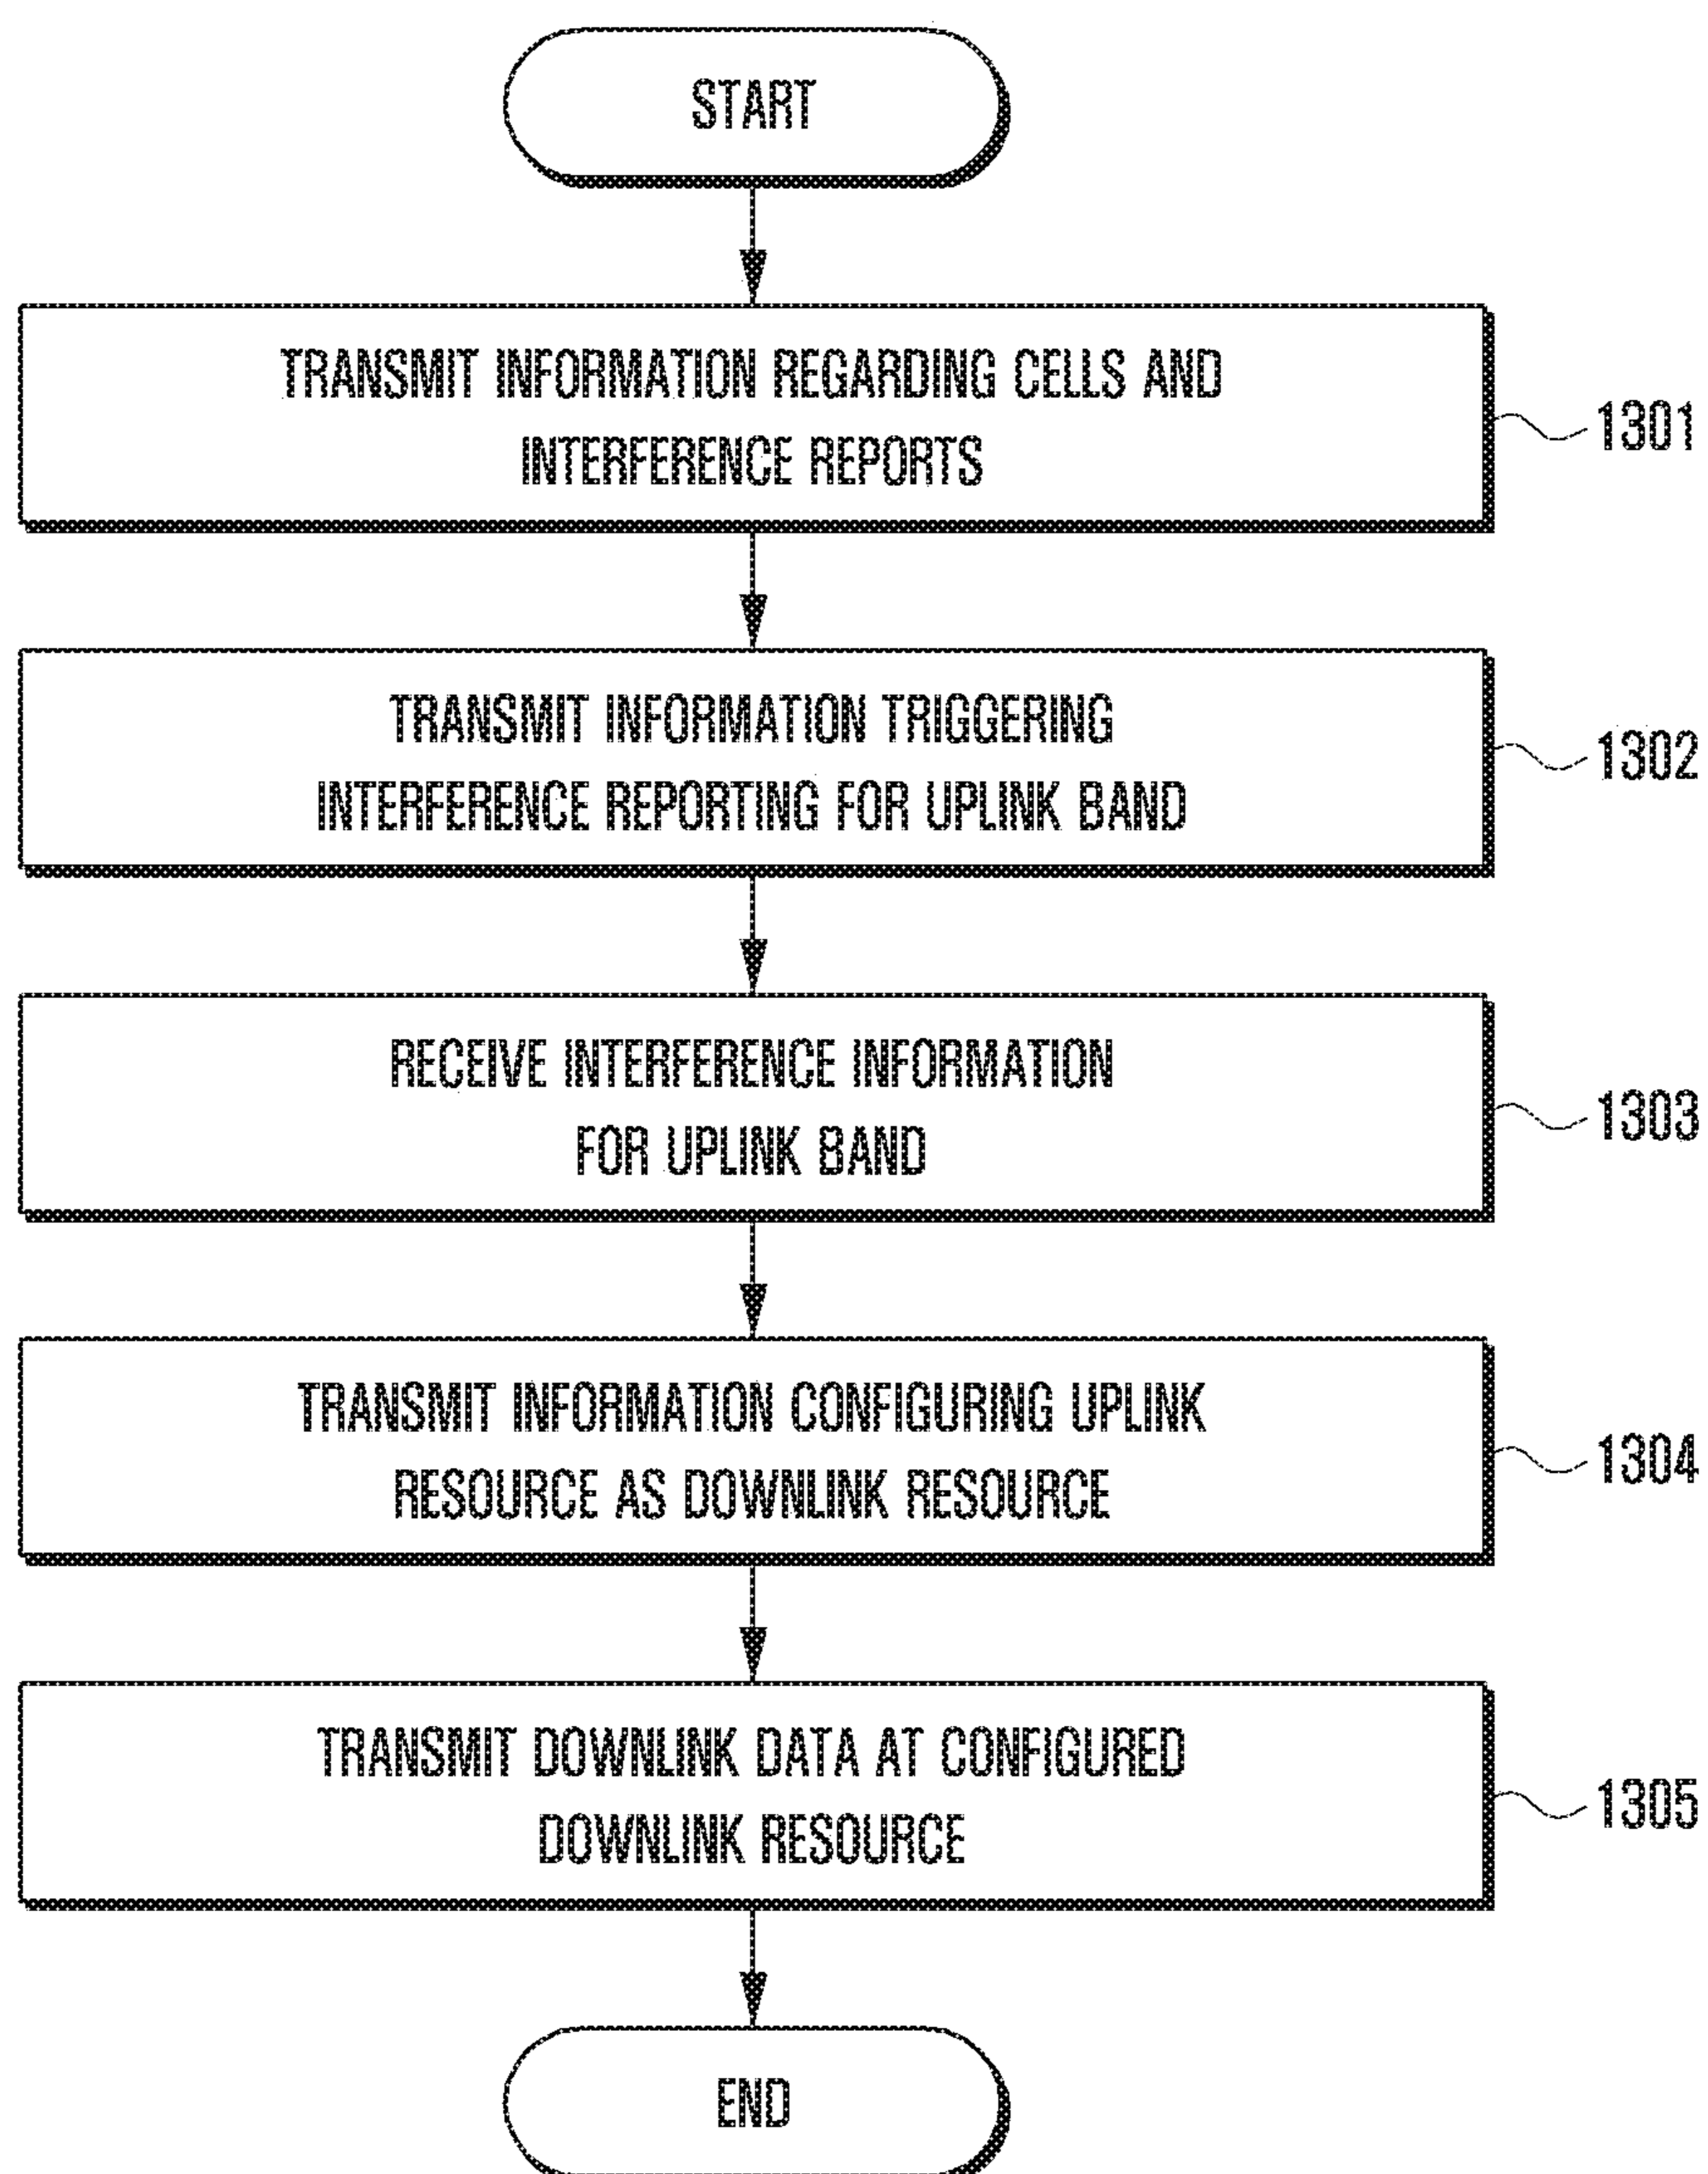 START
TRANSMIT INFORMATION REGARDING CELLS AND
INTERFERENCE REPORTS
1301
TRANSMIT INFORMATION TRIGGERING
INTERFERENCE REPORTING FOR UPLINK BAND
1302
RECEIVE INTERFERENCE INFORMATION
FOR UPLINK BAND
1303
TRANSMIT INFORMATION CONFIGURING UPLINK
RESOURCE AS DOWNLINK RESOURCE
1304
TRANSMIT DOWNLINK DATA AT CONFIGURED
DOWNLINK RESOURCE
1305
END